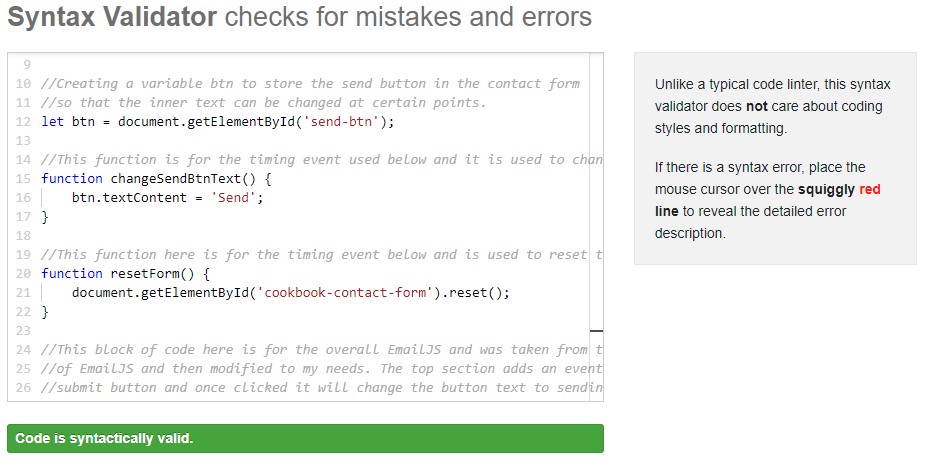 Syntax Validator checks for mistakes and errors
9
10 //Creating a variable btn to store the send button in the contact form
11 //so that the inner text can be changed at certain points.
12 let btn = document.getElementById('send-btn');
13
14 //This function is for the timing event used below and it is used to chan
15 function changeSendBtnText() {
16 btn.textContent = 'Send';
17 }
18
19 //This function here is for the timing event below and is used to reset t
20 function resetForm() {
21 document.getElementById('cookbook-contact-form').reset();
22 }
23
24 //This block of code here is for the overall EmailJS and was taken from t
25 //of EmailJS and then modified to my needs. The top section adds an event
26 //submit button and once clicked it will change the button text to sendin
Code is syntactically valid.
Unlike a typical code linter, this syntax
validator does not care about coding
styles and formatting.
If there is a syntax error, place the
mouse cursor over the squiggly red
line to reveal the detailed error
description.